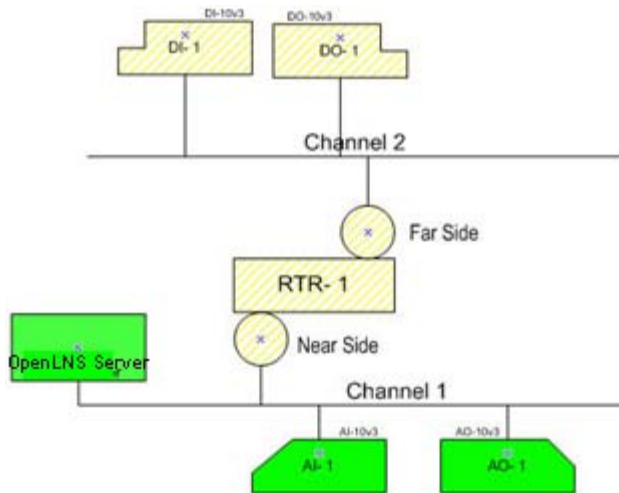 DI-10v3
DO-10v3
DI- 1
DO- 1
Channel 2
Far Side
RTR- 1
Near Side
OpenLNS Server
Channel 1
AI-10v3
AO-10v3
AI- 1
AO- 1